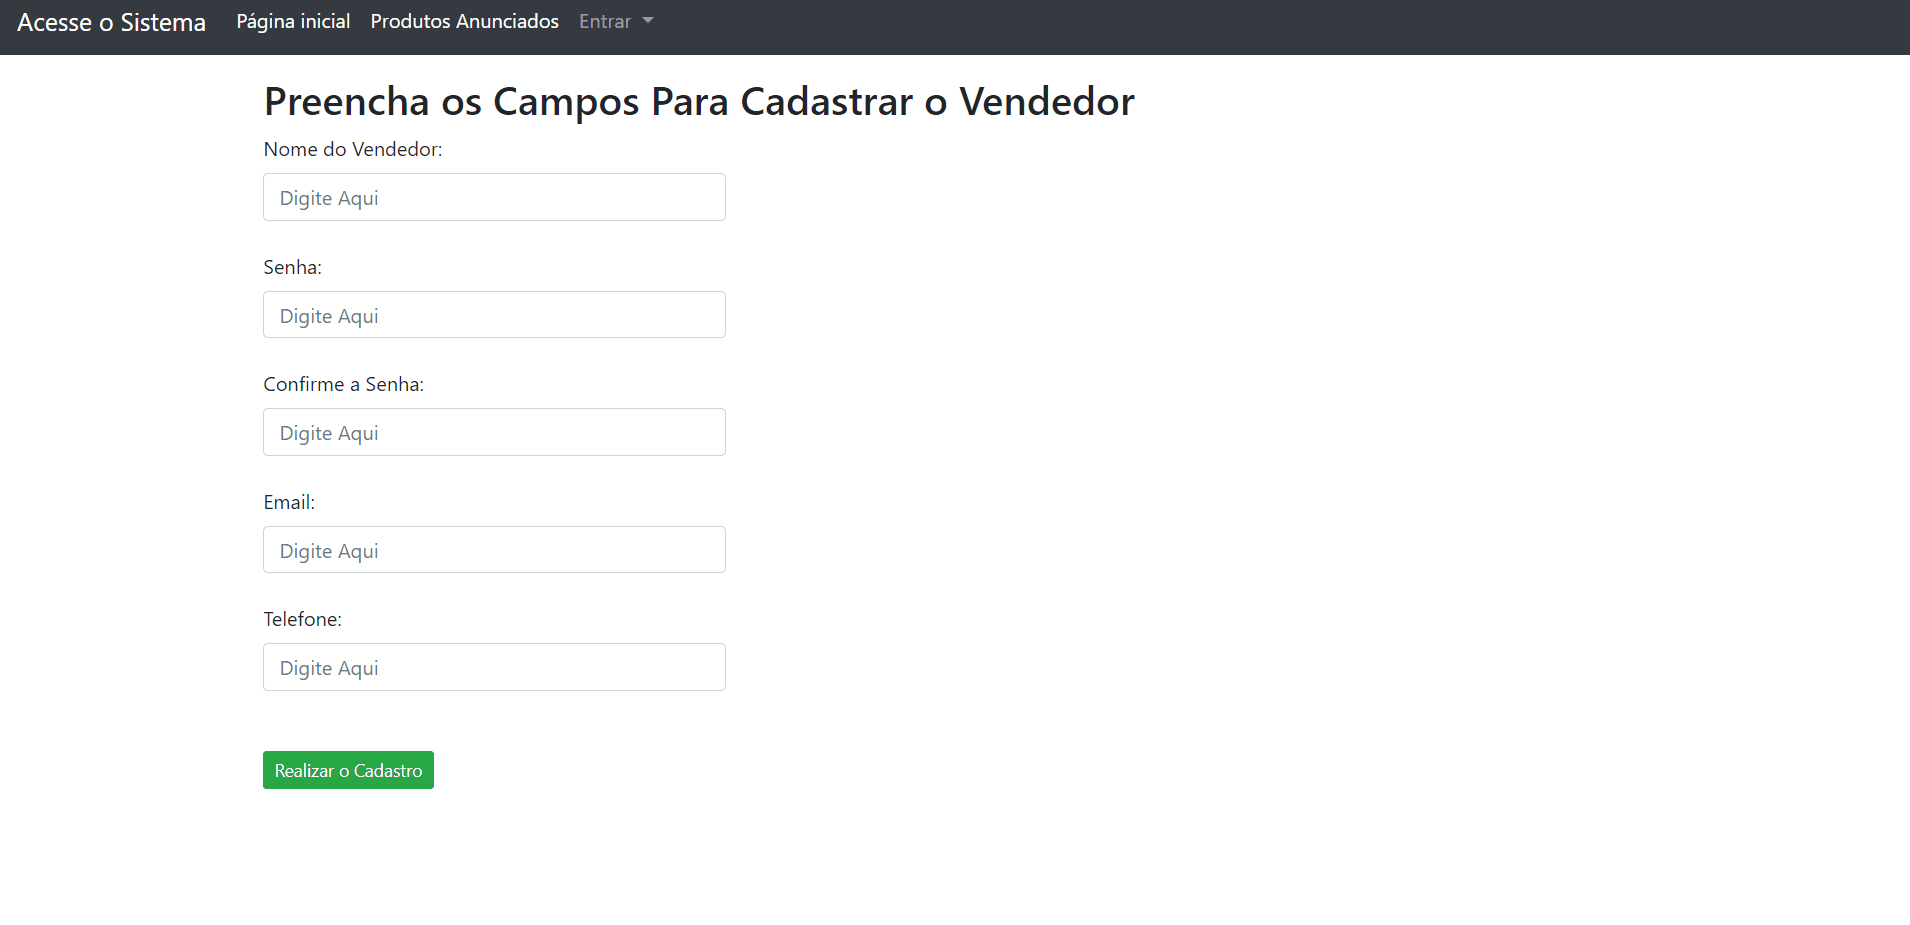 Acesse o Sistema Página inicial Produtos Anunciados Entrar
Preencha os Campos Para Cadastrar o Vendedor
Nome do Vendedor:
Digite Aqui
Senha:
Digite Aqui
Confirme a Senha:
Digite Aqui
Email:
Digite Aqui
Telefone:
Digite Aqui
Realizar o Cadastro